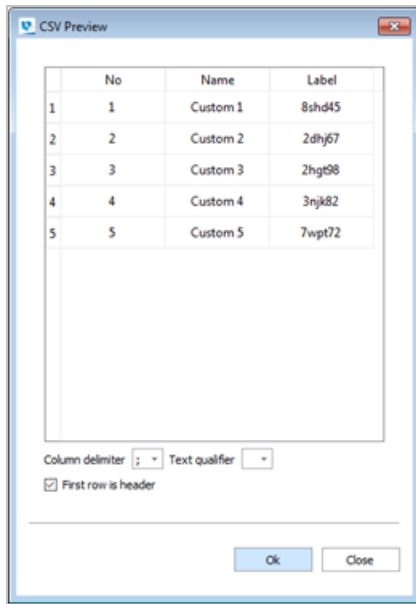 CSV Preview
No Name Label
1 1 Custom 1 8shd45
2 2 Custom 2 2dhj67
3 3 Custom 3 2hgt98
4 4 Custom 4 3njk82
5 5 Custom 5 7wpt72
Column delimiter ; Text qualifier
First row is header
Ok Close